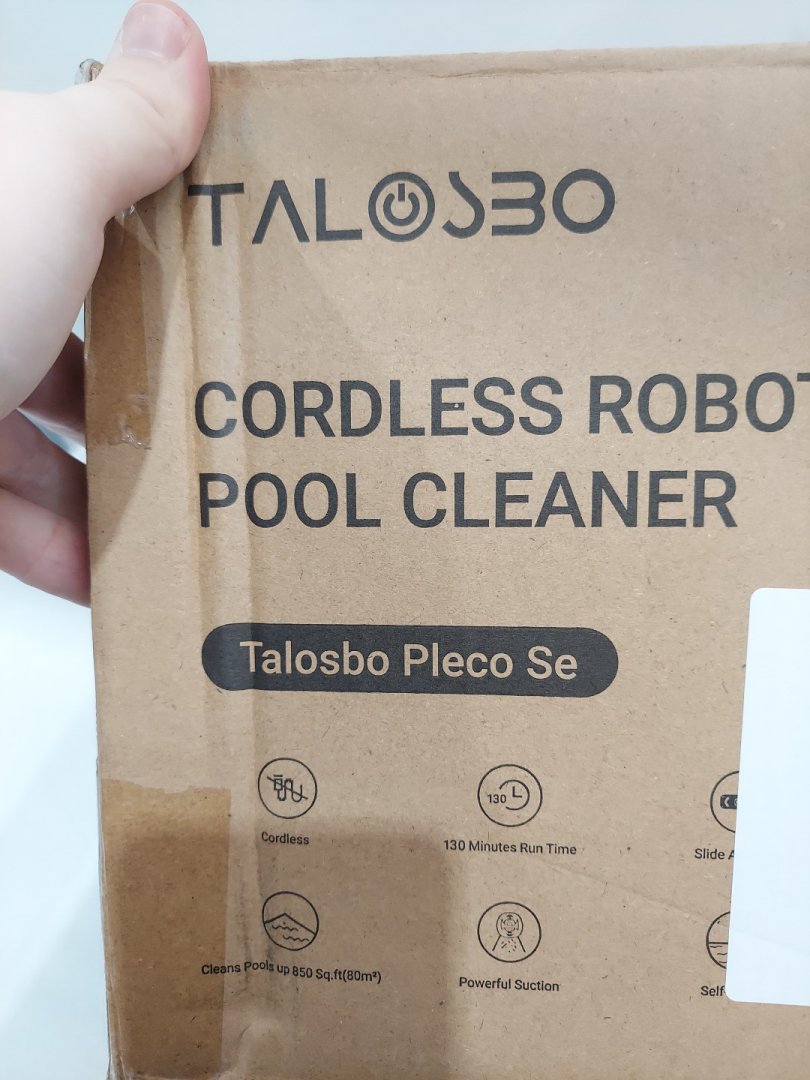 TALOSBO
CORDLESS ROBOT
POOL CLEANER
Talosbo Pleco Se
130
Cordless
130 Minutes Run Time
Slide
Cleans Pools up 850 Sq.ft(80m²)
Powerful Suction
Self